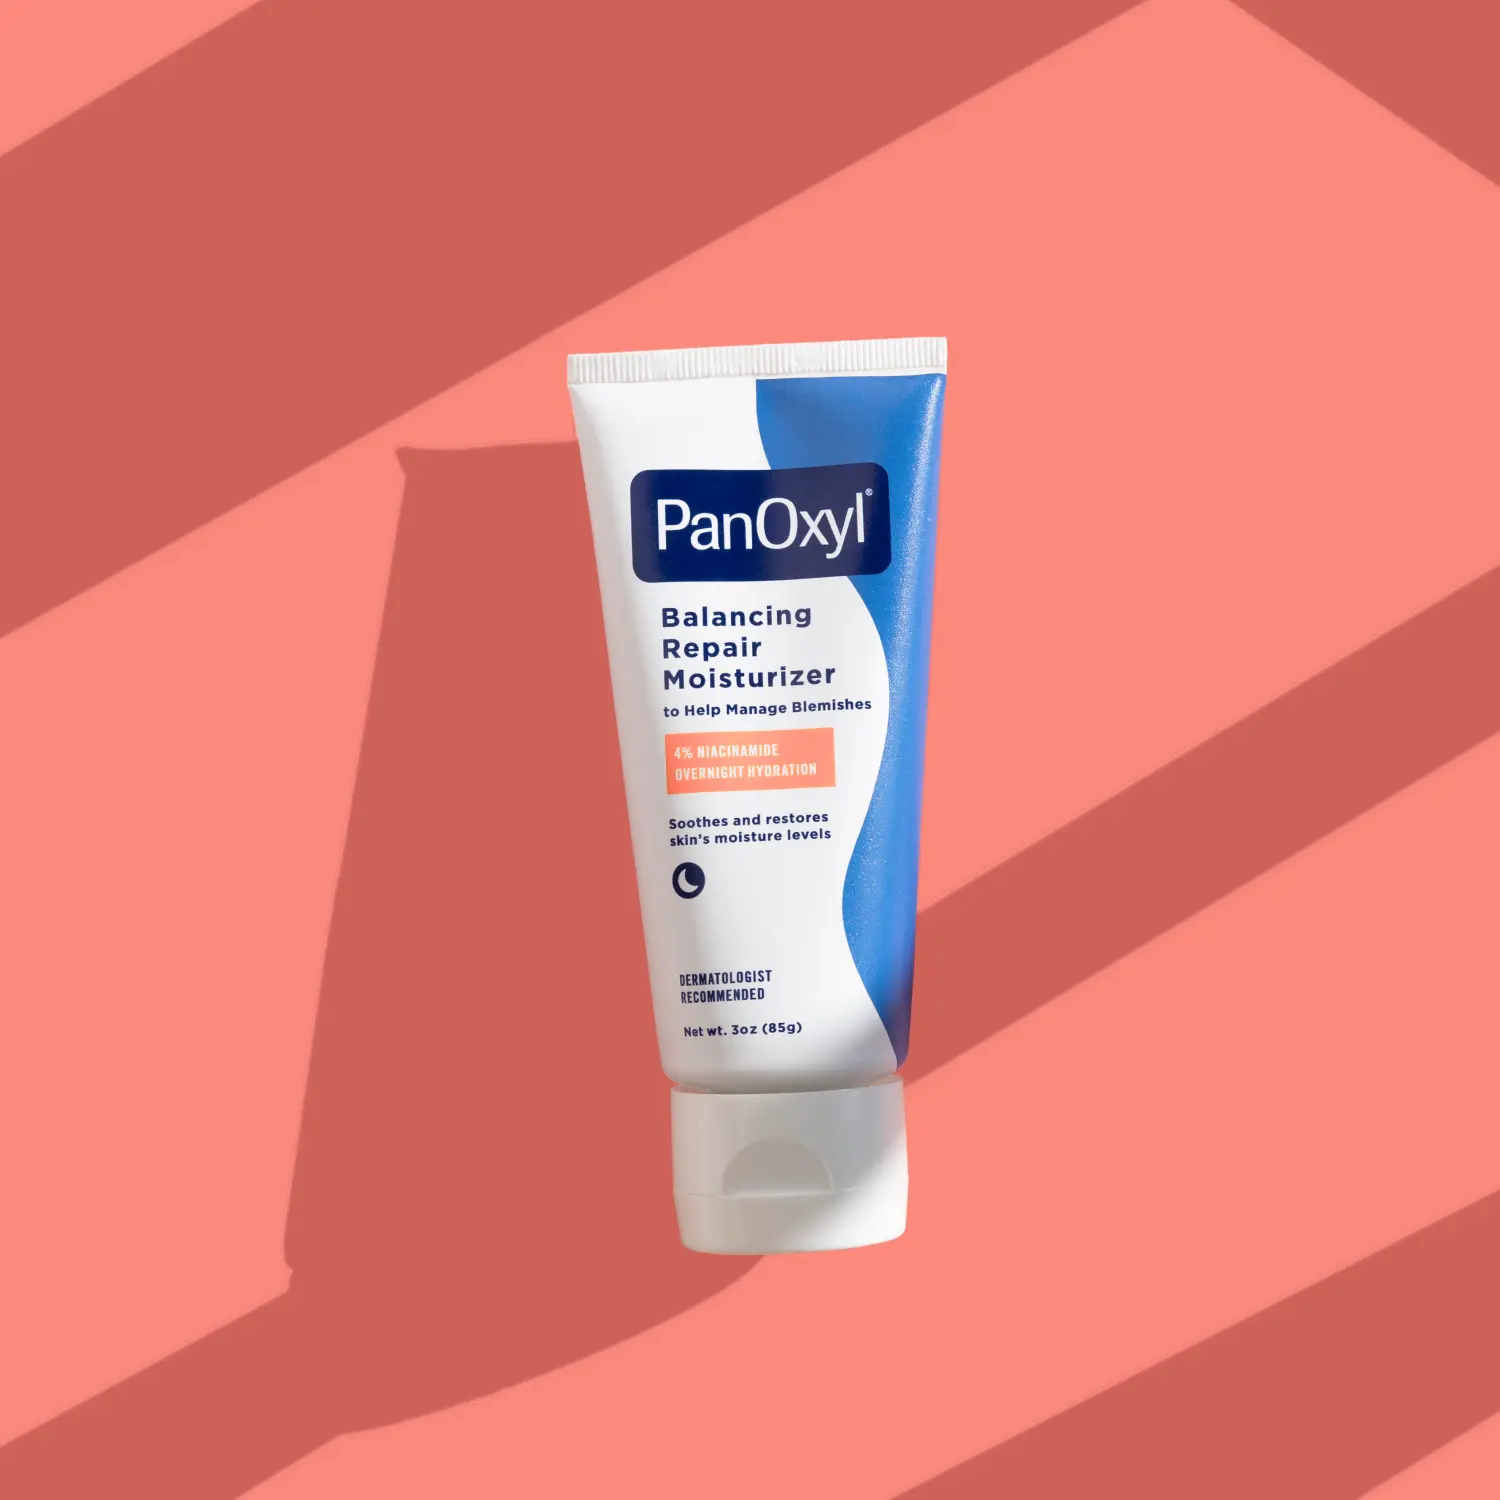 PanOxyl®
Balancing
Repair
Moisturizer
to Help Manage Blemishes
4% NIACINAMIDE
OVERNIGHT HYDRATION
Soothes and restores
skin's moisture levels
DERMATOLOGIST
RECOMMENDED
Net wt. 3oz (85g)